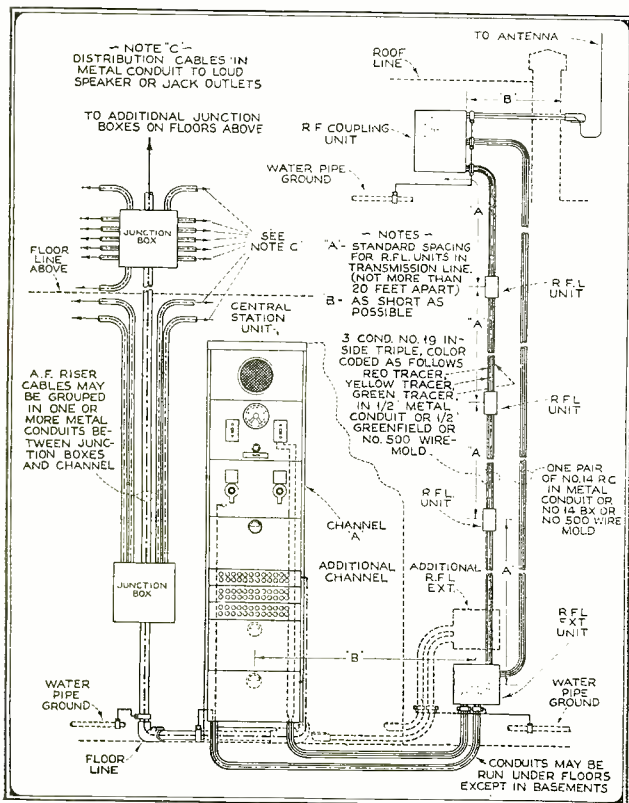 ~ NOTE "C" ~
DISTRIBUTION CABLES IN
METAL CONDUIT TO LOUD
SPEAKER OR JACK OUTLETS
TO ADDITIONAL JUNCTION
BOXES ON FLOORS ABOVE
TO ANTENNA
ROOF
LINE
"B"
R F COUPLING
UNIT
WATER PIPE
GROUND
JUNCTION
BOX
SEE
NOTE "C"
FLOOR
LINE
ABOVE
~ NOTES ~
"A"- STANDARD SPACING
FOR R.F.L. UNITS IN
TRANSMISSION LINE.
(NOT MORE THAN
20 FEET APART)
"B"- AS SHORT AS
POSSIBLE
A
R.F.L.
UNIT
CENTRAL
STATION
UNIT
"A"
3 COND. NO. 19 IN-
SIDE TRIPLE, COLOR
CODED AS FOLLOWS
RED TRACER,
YELLOW TRACER,
GREEN TRACER,
IN 1/2" METAL
CONDUIT OR 1/2
GREENFIELD OR
NO. 500 WIRE-
MOLD
R.F.L.
UNIT
A
A.F. RISER
CABLES MAY
BE GROUPED
IN ONE OR
MORE METAL
CONDUITS BE-
TWEEN JUNC-
TION BOXES
AND CHANNEL
ONE PAIR
OF NO. 14 R.C
IN METAL
CONDUIT OR
NO 14 BX OR
NO 500 WIRE
MOLD
R.F.L.
UNIT
CHANNEL
"A"
ADDITIONAL
CHANNEL
ADDITIONAL
R.F.L
EXT.
"A"
JUNCTION
BOX
R.F.L
EXT
UNIT
"B"
WATER PIPE
GROUND
WATER
PIPE
GROUND
FLOOR
LINE
CONDUITS MAY BE
RUN UNDER FLOORS
EXCEPT IN BASEMENTS